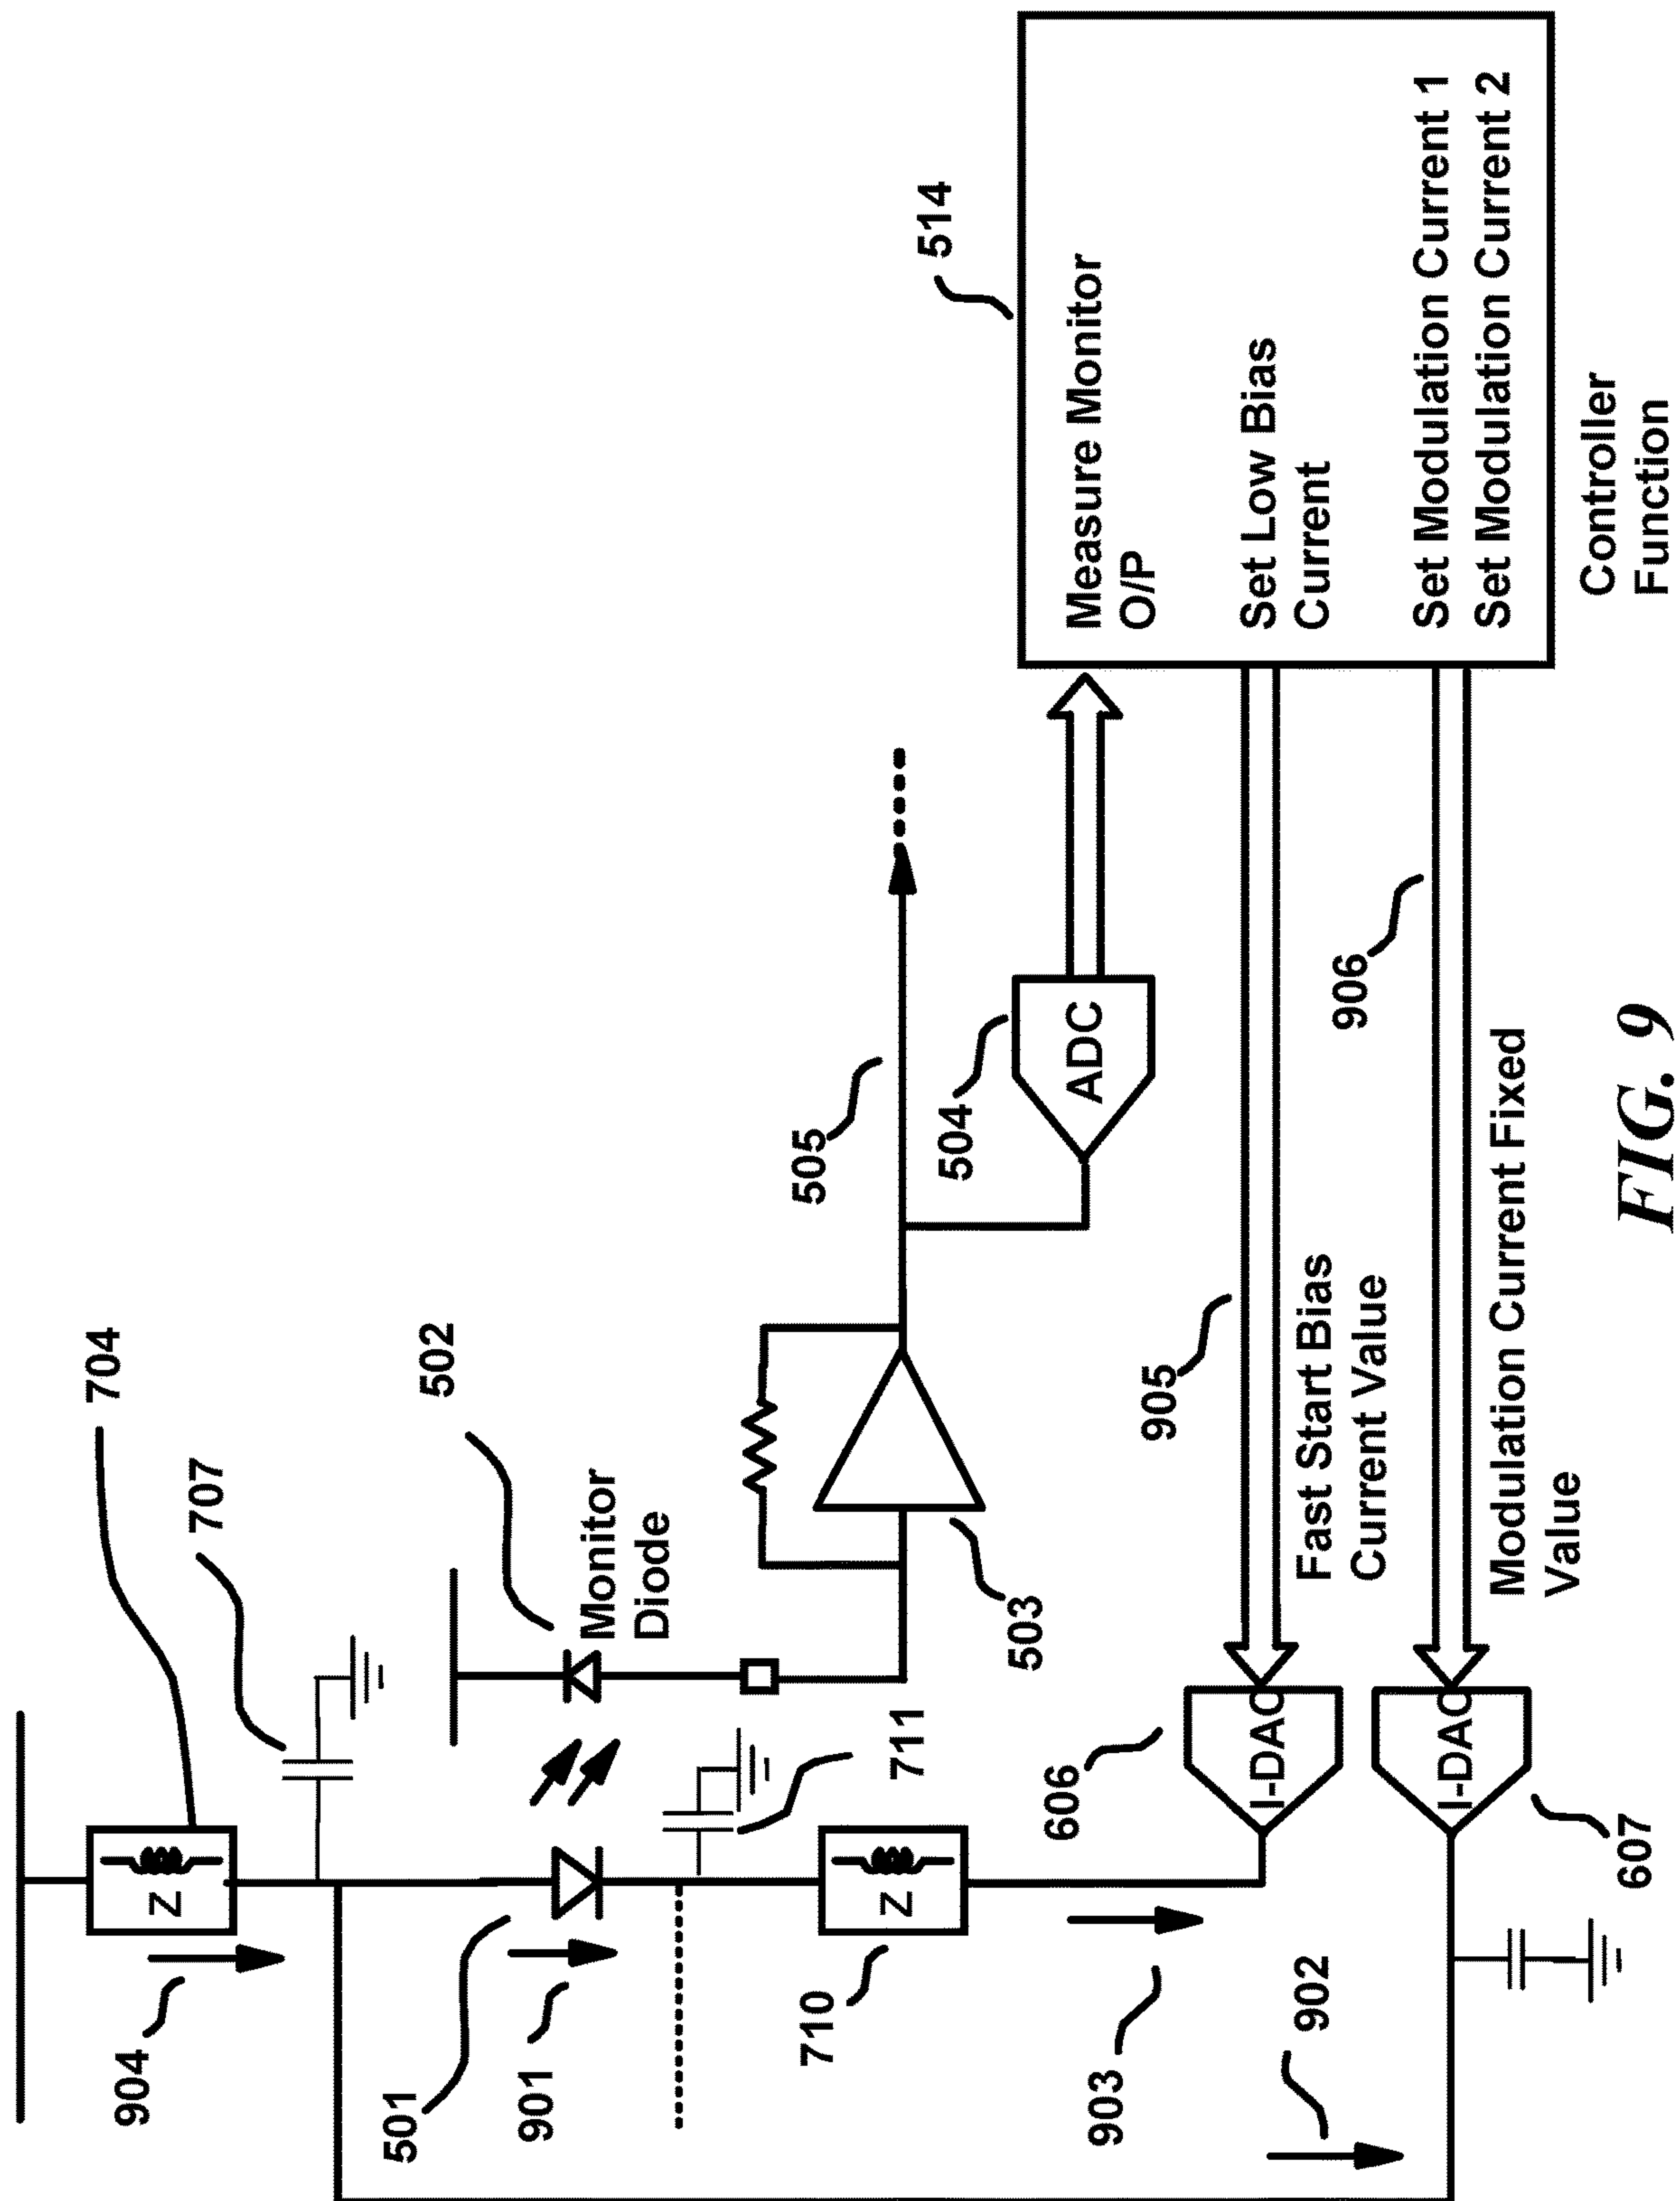 904
704
Z
707
501
502
901
Monitor
Diode
711
505
710
Z
514
504
503
606
ADC
Measure Monitor
O/P
903
905
I-DAC
Set Low Bias
Current
Fast Start Bias
Current Value
902
906
I-DAC
Set Modulation Current 1
Set Modulation Current 2
Modulation Current Fixed
Value
607
Controller
Function
FIG. 9